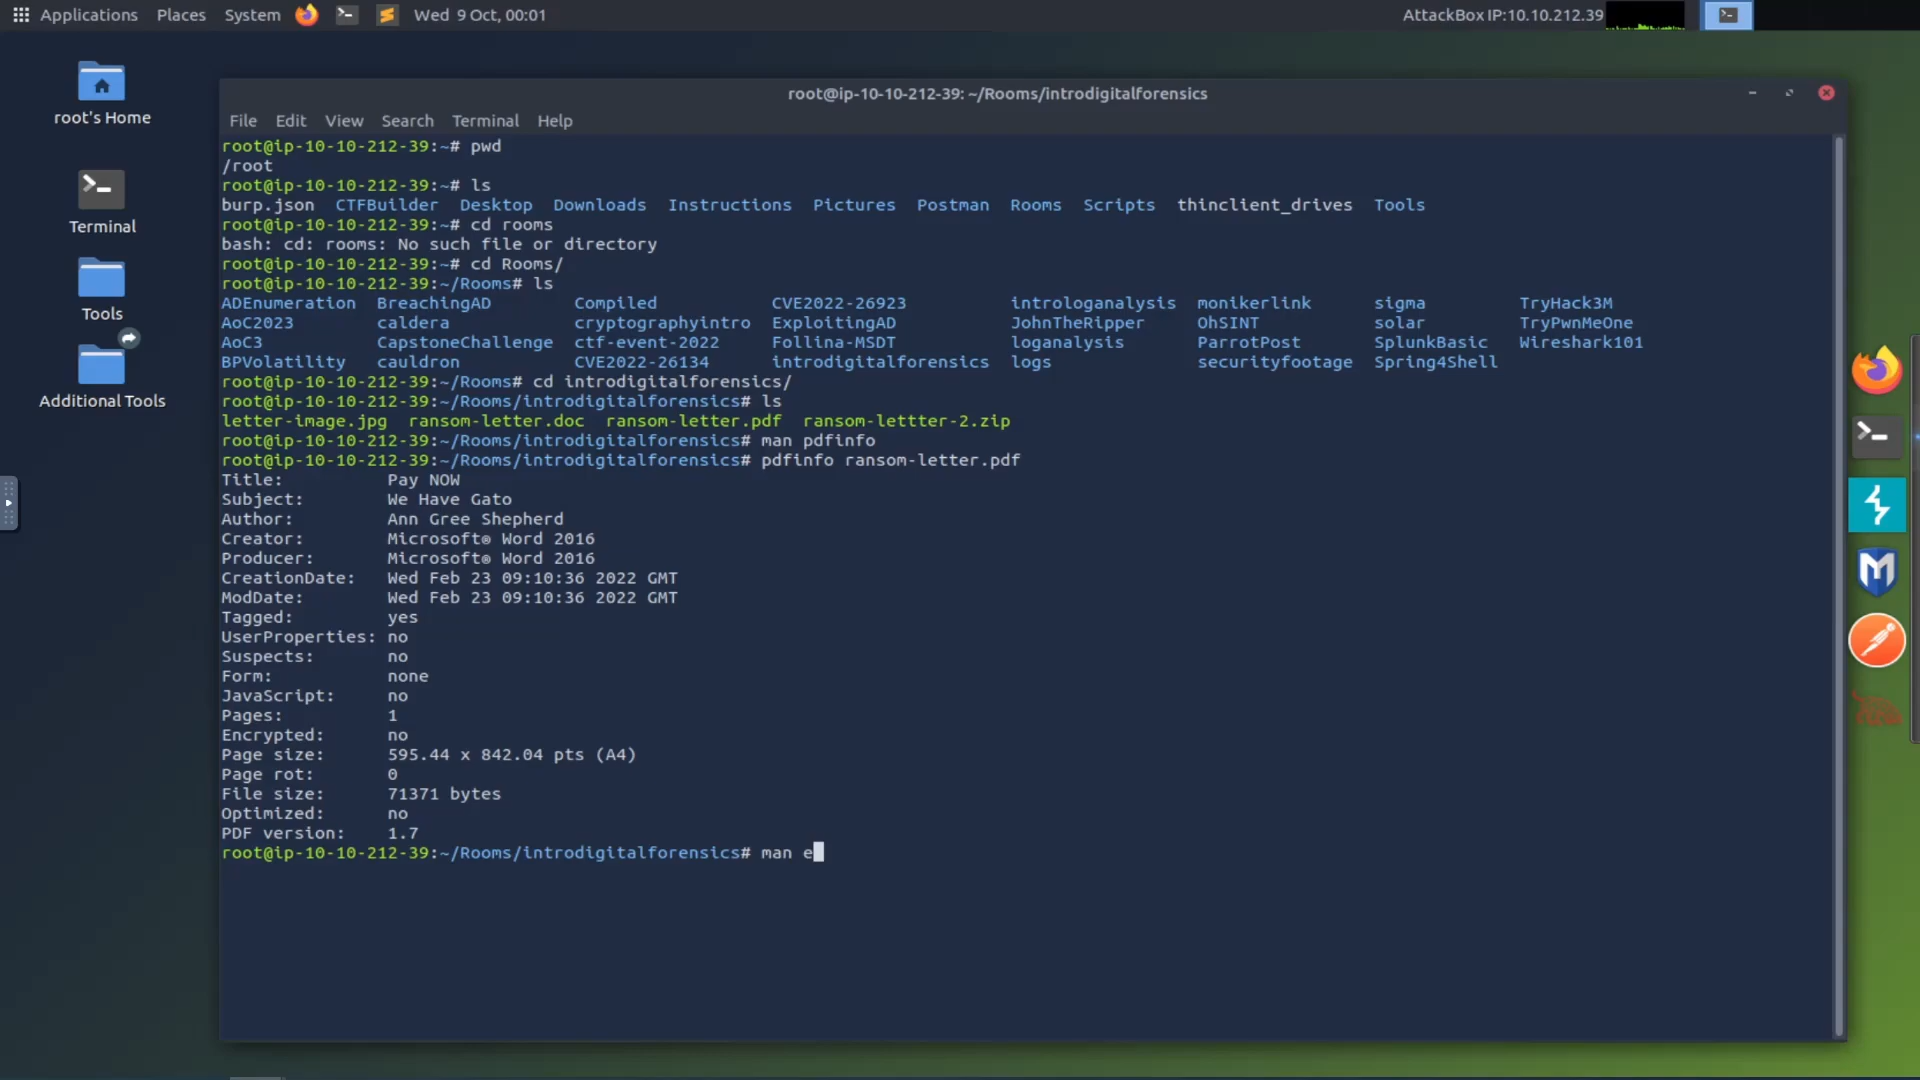 Applications Places System Wed 9 Oct, 00:01 AttackBox IP:10.10.212.39
root's Home
Terminal
Tools
Additional Tools
root@ip-10-10-212-39: ~/Rooms/introdigitalforensics
File Edit View Search Terminal Help
root@ip-10-10-212-39:~# pwd
/root
root@ip-10-10-212-39:~# ls
burp.json CTFBuilder Desktop Downloads Instructions Pictures Postman Rooms Scripts thinclient_drives Tools
root@ip-10-10-212-39:~# cd rooms
bash: cd: rooms: No such file or directory
root@ip-10-10-212-39:~# cd Rooms/
root@ip-10-10-212-39:~/Rooms# ls
ADEnumeration BreachingAD Compiled CVE2022-26923 introloganalysis monikerlink sigma TryHack3M
AoC2023 caldera cryptographyintro ExploitingAD JohnTheRipper OhSINT solar TryPwnMeOne
AoC3 CapstoneChallenge ctf-event-2022 Follina-MSDT loganalysis ParrotPost SplunkBasic Wireshark101
BPVolatility cauldron CVE2022-26134 introdigitalforensics logs securityfootage Spring4Shell
root@ip-10-10-212-39:~/Rooms# cd introdigitalforensics/
root@ip-10-10-212-39:~/Rooms/introdigitalforensics# ls
letter-image.jpg ransom-letter.doc ransom-letter.pdf ransom-lettter-2.zip
root@ip-10-10-212-39:~/Rooms/introdigitalforensics# man pdfinfo
root@ip-10-10-212-39:~/Rooms/introdigitalforensics# pdfinfo ransom-letter.pdf
Title: Pay NOW
Subject: We Have Gato
Author: Ann Gree Shepherd
Creator: Microsoft® Word 2016
Producer: Microsoft® Word 2016
CreationDate: Wed Feb 23 09:10:36 2022 GMT
ModDate: Wed Feb 23 09:10:36 2022 GMT
Tagged: yes
UserProperties: no
Suspects: no
Form: none
JavaScript: no
Pages: 1
Encrypted: no
Page size: 595.44 x 842.04 pts (A4)
Page rot: 0
File size: 71371 bytes
Optimized: no
PDF version: 1.7
root@ip-10-10-212-39:~/Rooms/introdigitalforensics# man e